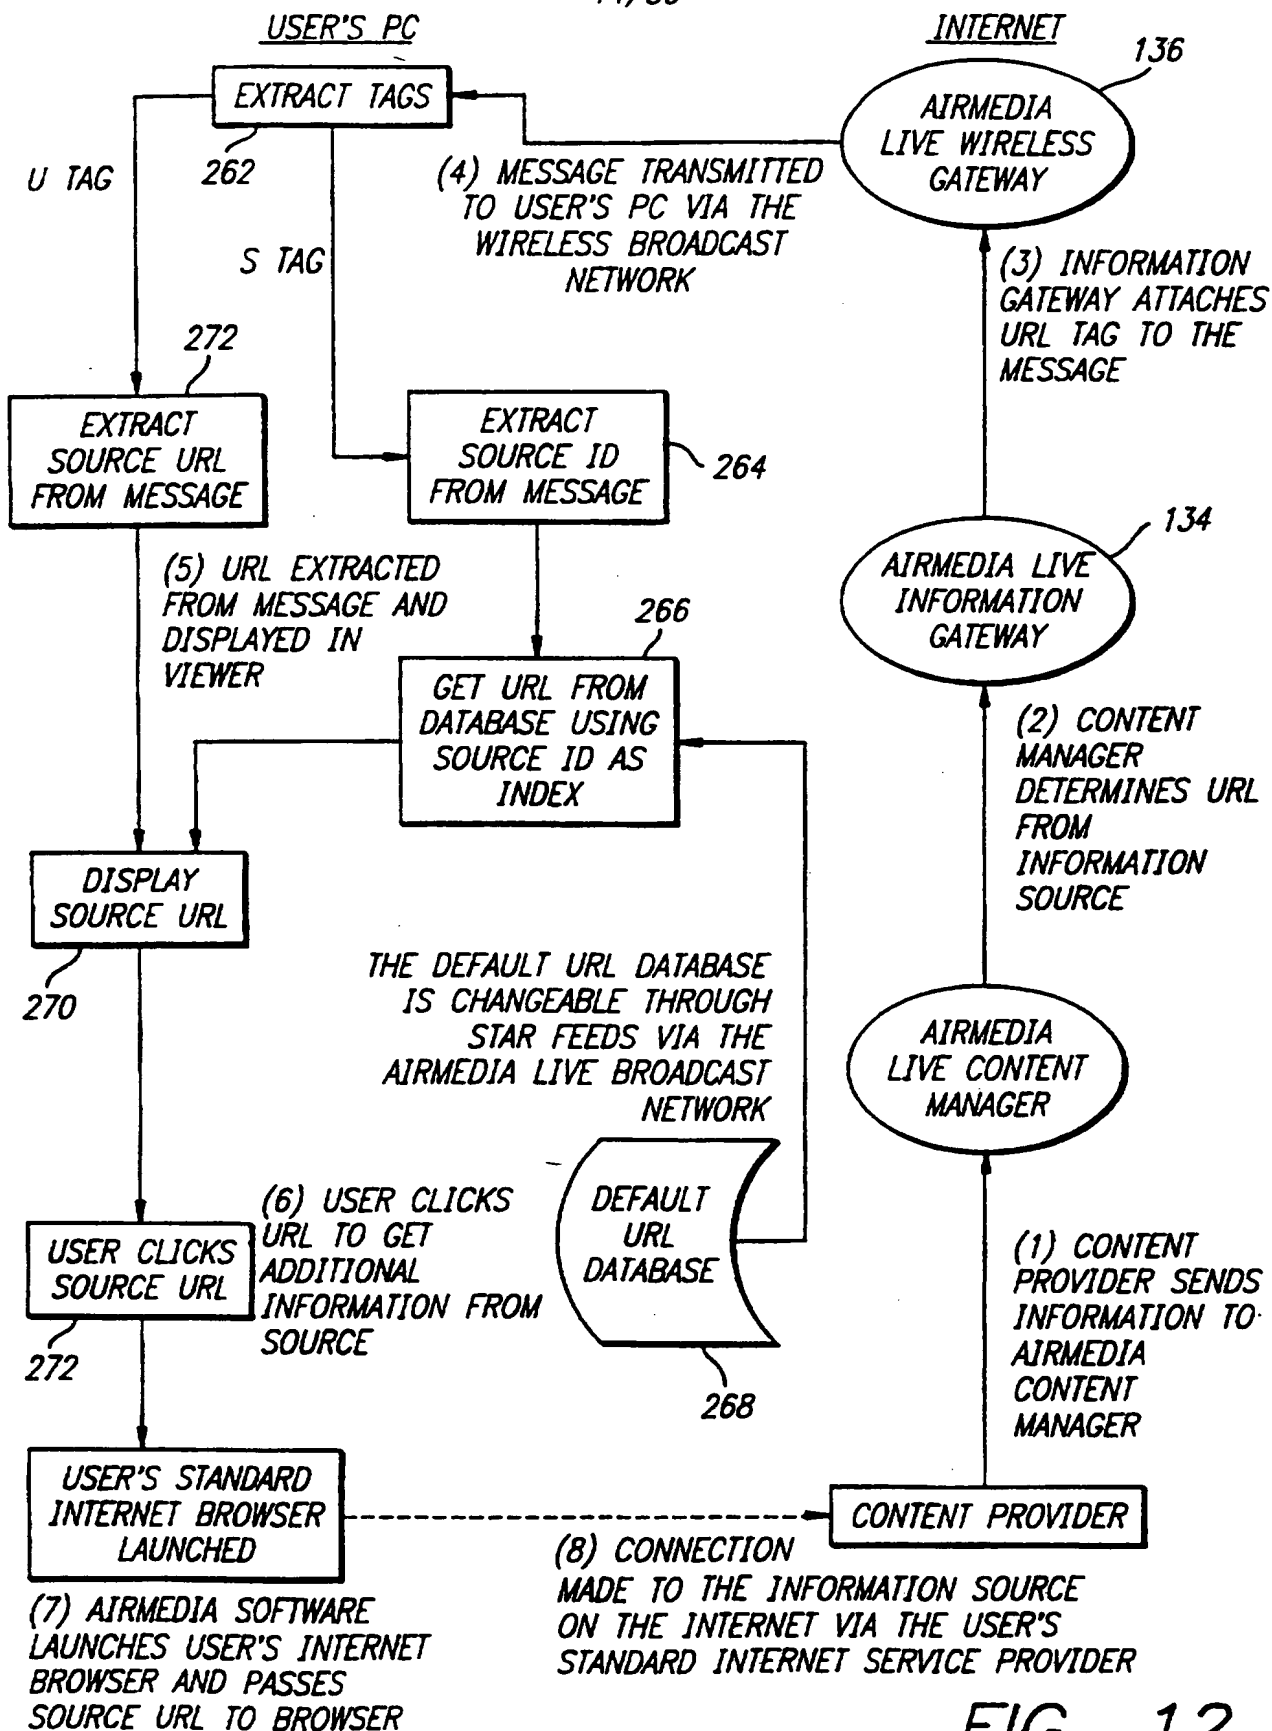 USER'S PC
INTERNET
136
EXTRACT TAGS
262
U TAG
S TAG
AIRMEDIA
LIVE WIRELESS
GATEWAY
(4) MESSAGE TRANSMITTED
TO USER'S PC VIA THE
WIRELESS BROADCAST
NETWORK
(3) INFORMATION
GATEWAY ATTACHES
URL TAG TO THE
MESSAGE
272
EXTRACT
SOURCE URL
FROM MESSAGE
EXTRACT
SOURCE ID
FROM MESSAGE
264
134
AIRMEDIA LIVE
INFORMATION
GATEWAY
(5) URL EXTRACTED
FROM MESSAGE AND
DISPLAYED IN
VIEWER
266
GET URL FROM
DATABASE USING
SOURCE ID AS
INDEX
(2) CONTENT
MANAGER
DETERMINES URL
FROM
INFORMATION
SOURCE
DISPLAY
SOURCE URL
270
THE DEFAULT URL DATABASE
IS CHANGEABLE THROUGH
STAR FEEDS VIA THE
AIRMEDIA LIVE BROADCAST
NETWORK
AIRMEDIA
LIVE CONTENT
MANAGER
DEFAULT
URL
DATABASE
268
(6) USER CLICKS
URL TO GET
ADDITIONAL
INFORMATION FROM
SOURCE
USER CLICKS
SOURCE URL
272
(1) CONTENT
PROVIDER SENDS
INFORMATION TO
AIRMEDIA
CONTENT
MANAGER
USER'S STANDARD
INTERNET BROWSER
LAUNCHED
CONTENT PROVIDER
(7) AIRMEDIA SOFTWARE
LAUNCHES USER'S INTERNET
BROWSER AND PASSES
SOURCE URL TO BROWSER
(8) CONNECTION
MADE TO THE INFORMATION SOURCE
ON THE INTERNET VIA THE USER'S
STANDARD INTERNET SERVICE PROVIDER
FIG. 12